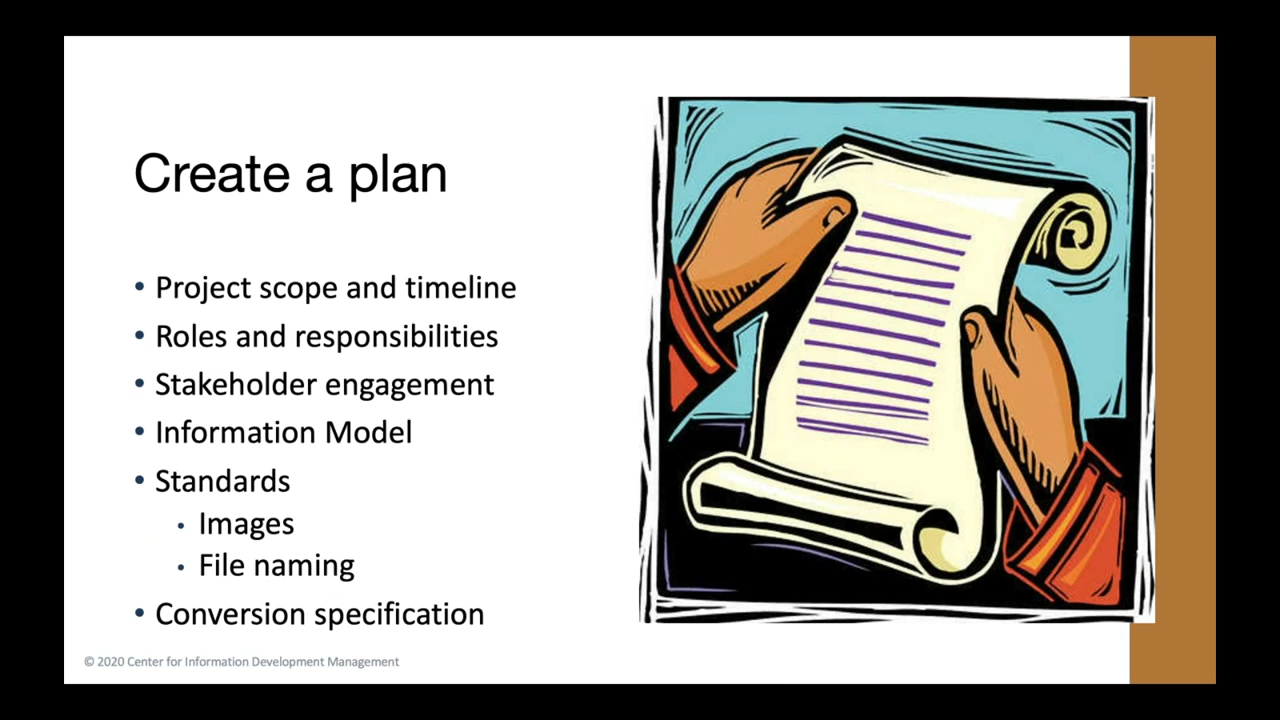 Create a plan
• Project scope and timeline
• Roles and responsibilities
• Stakeholder engagement
• Information Model
• Standards
• Images
• File naming
• Conversion specification
© 2020 Center for Information Development Management